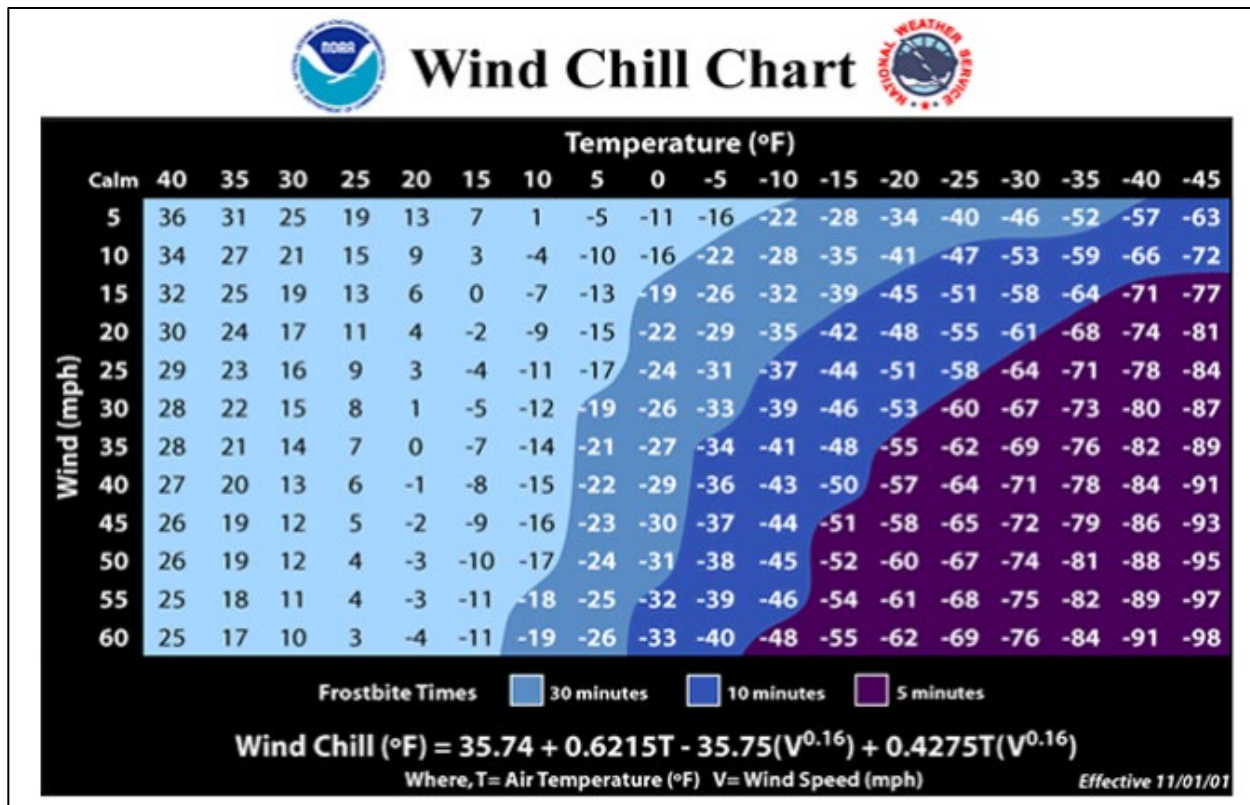 NOAA
Wind Chill Chart
NATIONAL WEATHER SERVICE
Temperature (ºF)
Calm 40 35 30 25 20 15 10 5 0 -5 -10 -15 -20 -25 -30 -35 -40 -45
Wind (mph)
5 36 31 25 19 13 7 1 -5 -11 -16 -22 -28 -34 -40 -46 -52 -57 -63
10 34 27 21 15 9 3 -4 -10 -16 -22 -28 -35 -41 -47 -53 -59 -66 -72
15 32 25 19 13 6 0 -7 -13 -19 -26 -32 -39 -45 -51 -58 -64 -71 -77
20 30 24 17 11 4 -2 -9 -15 -22 -29 -35 -42 -48 -55 -61 -68 -74 -81
25 29 23 16 9 3 -4 -11 -17 -24 -31 -37 -44 -51 -58 -64 -71 -78 -84
30 28 22 15 8 1 -5 -12 -19 -26 -33 -39 -46 -53 -60 -67 -73 -80 -87
35 28 21 14 7 0 -7 -14 -21 -27 -34 -41 -48 -55 -62 -69 -76 -82 -89
40 27 20 13 6 -1 -8 -15 -22 -29 -36 -43 -50 -57 -64 -71 -78 -84 -91
45 26 19 12 5 -2 -9 -16 -23 -30 -37 -44 -51 -58 -65 -72 -79 -86 -93
50 26 19 12 4 -3 -10 -17 -24 -31 -38 -45 -52 -60 -67 -74 -81 -88 -95
55 25 18 11 4 -3 -11 -18 -25 -32 -39 -46 -54 -61 -68 -75 -82 -89 -97
60 25 17 10 3 -4 -11 -19 -26 -33 -40 -48 -55 -62 -69 -76 -84 -91 -98
Frostbite Times 30 minutes 10 minutes 5 minutes
Wind Chill (ºF) = 35.74 + 0.6215T - 35.75(V^0.16) + 0.4275T(V^0.16)
Where, T= Air Temperature (ºF) V= Wind Speed (mph) Effective 11/01/01